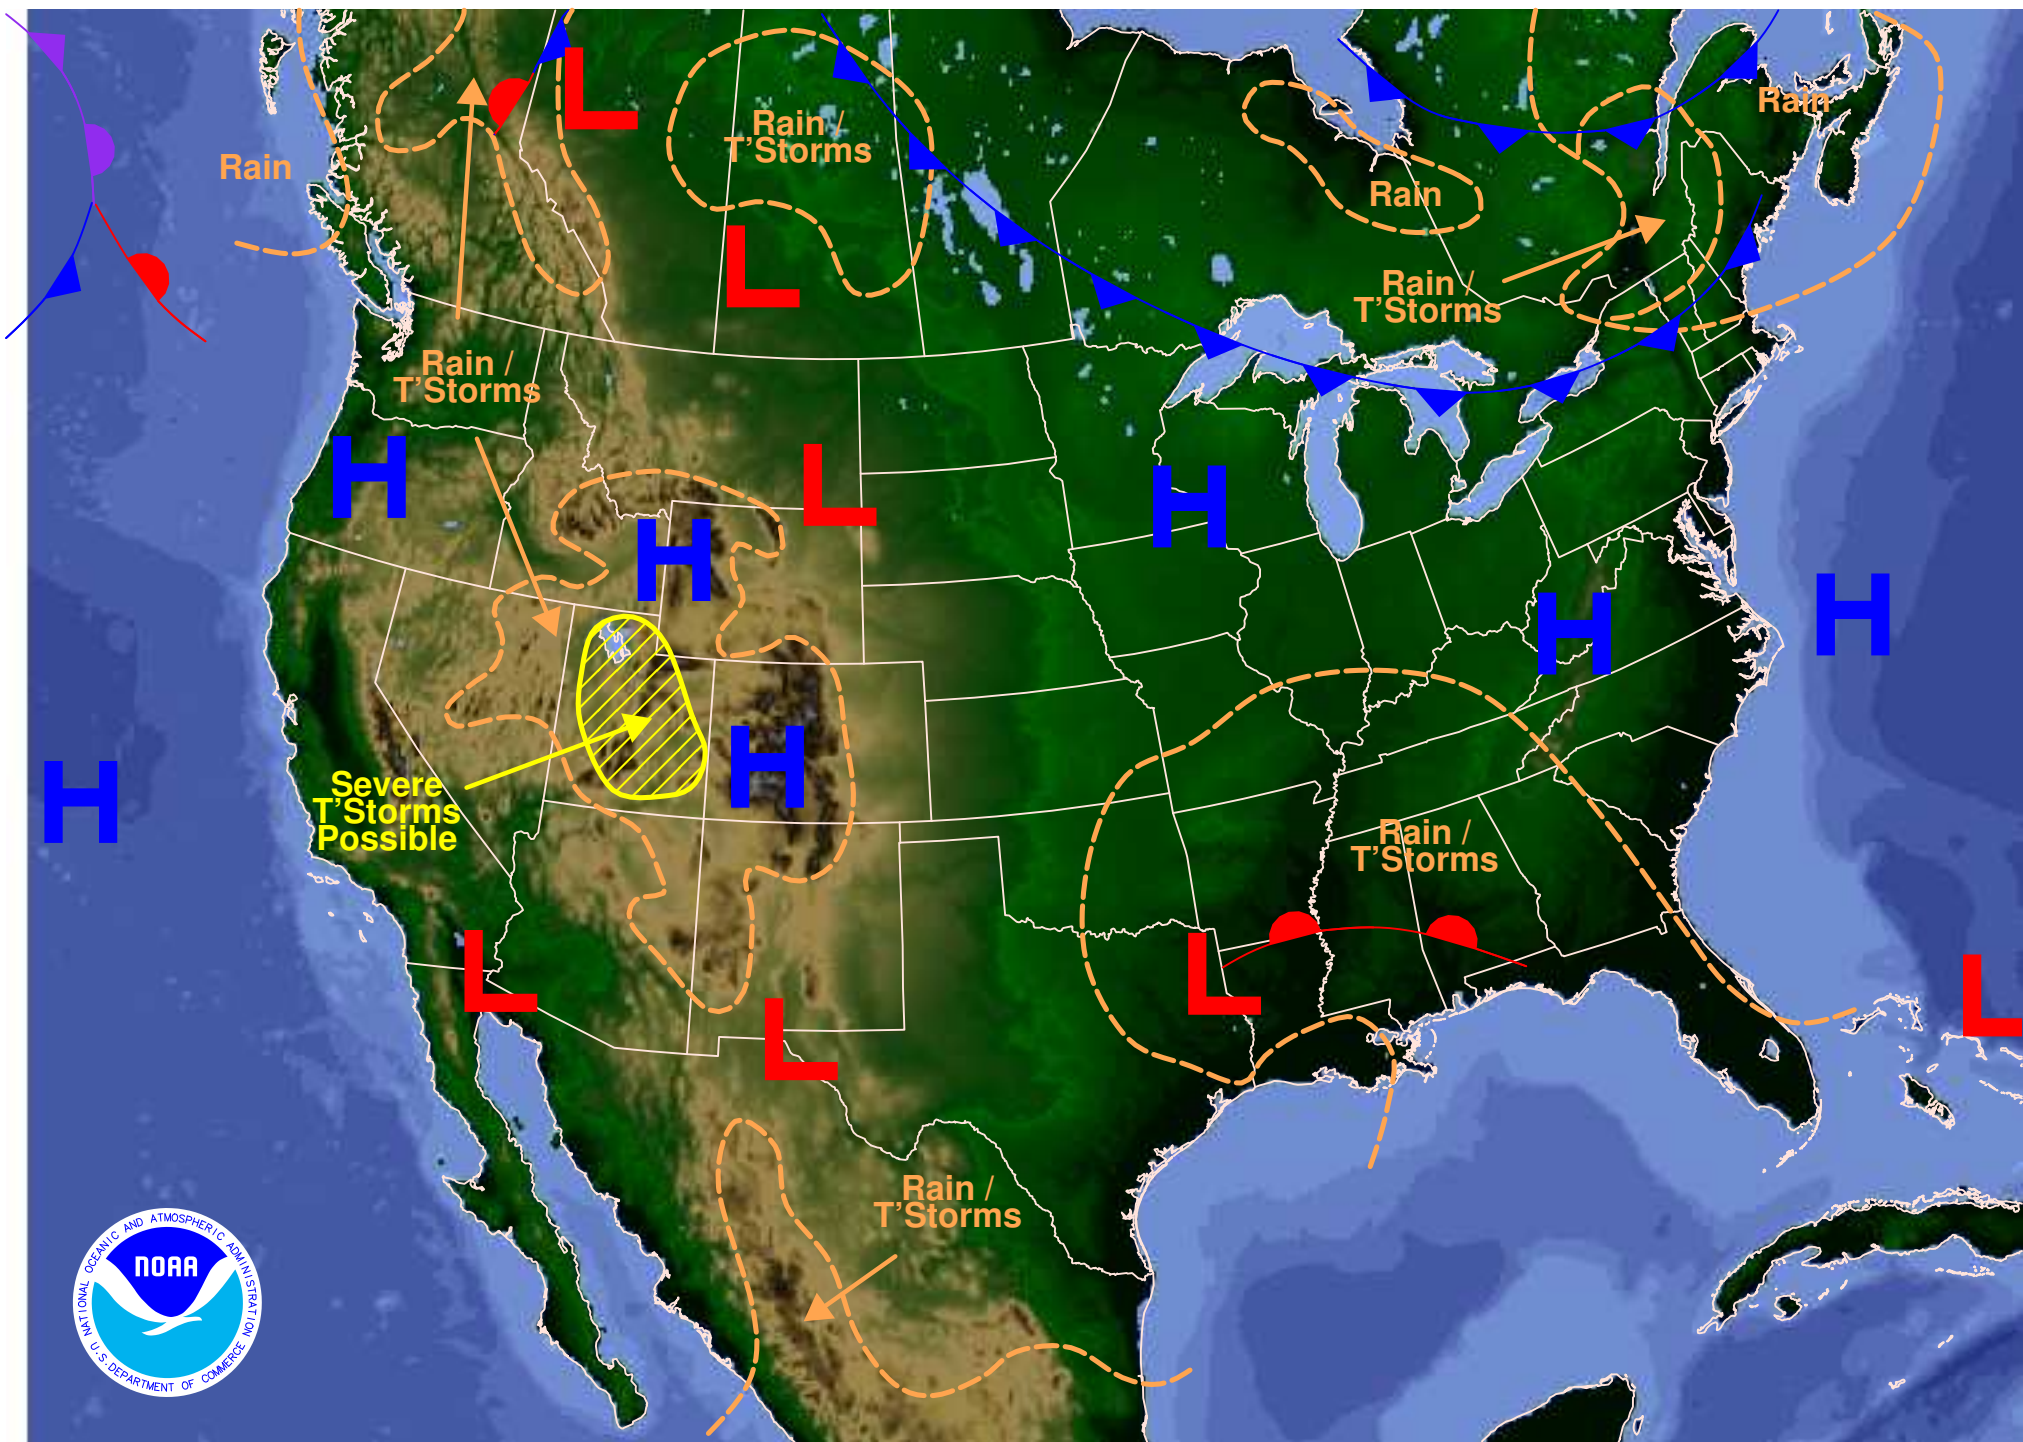 Rain
Rain /
T'Storms
Rain
Rain
Rain /
T'Storms
Rain /
T'Storms
Severe
T'Storms
Possible
Rain /
T'Storms
Rain /
T'Storms
L
L
L
L
L
L
L
H
H
H
H
H
H
H
L
NATIONAL OCEANIC AND ATMOSPHERIC ADMINISTRATION
NOAA
U.S. DEPARTMENT OF COMMERCE